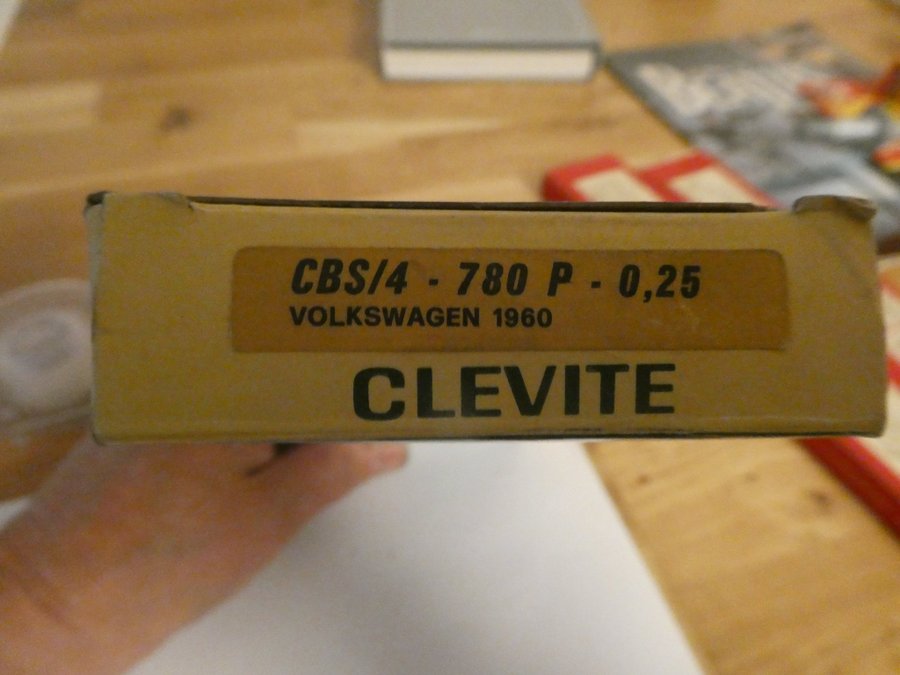 CBS/4 - 780 P - 0,25
VOLKSWAGEN 1960
CLEVITE